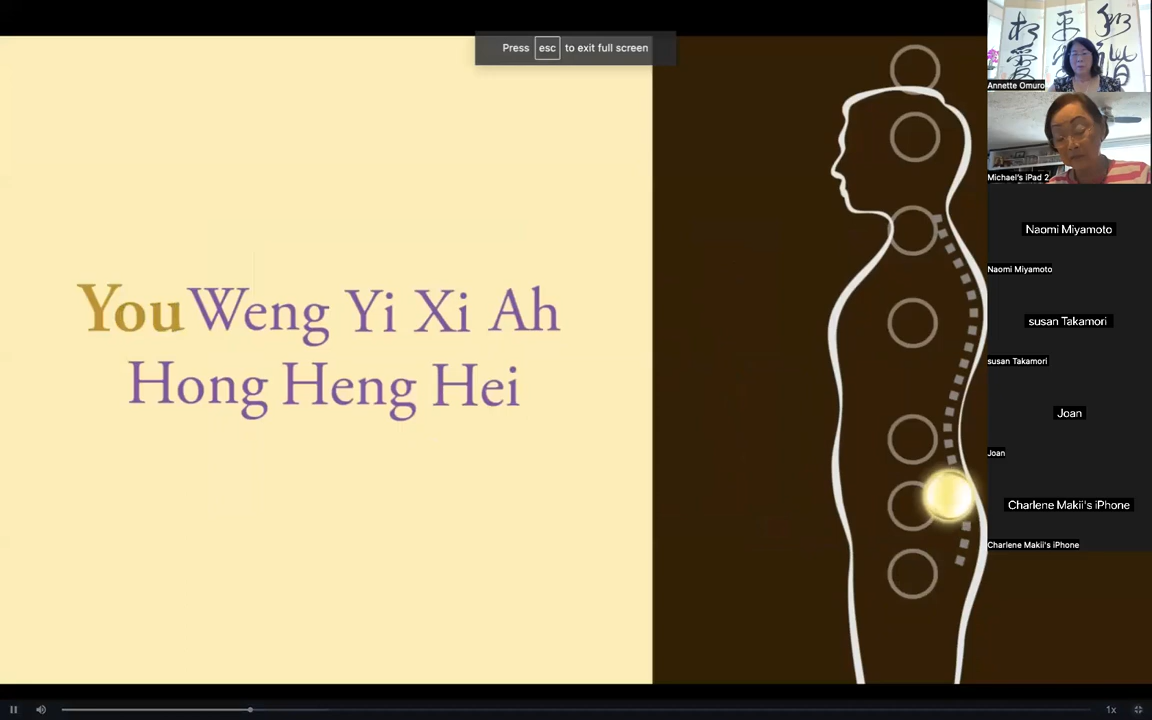 Press esc to exit full screen
You Weng Yi Xi Ah
Hong Heng Hei
Annette Omuro
Michael's iPad 2
Naomi Miyamoto
Naomi Miyamoto
susan Takamori
susan Takamori
Joan
Joan
Charlene Makii's iPhone
Charlene Makii's iPhone
1x